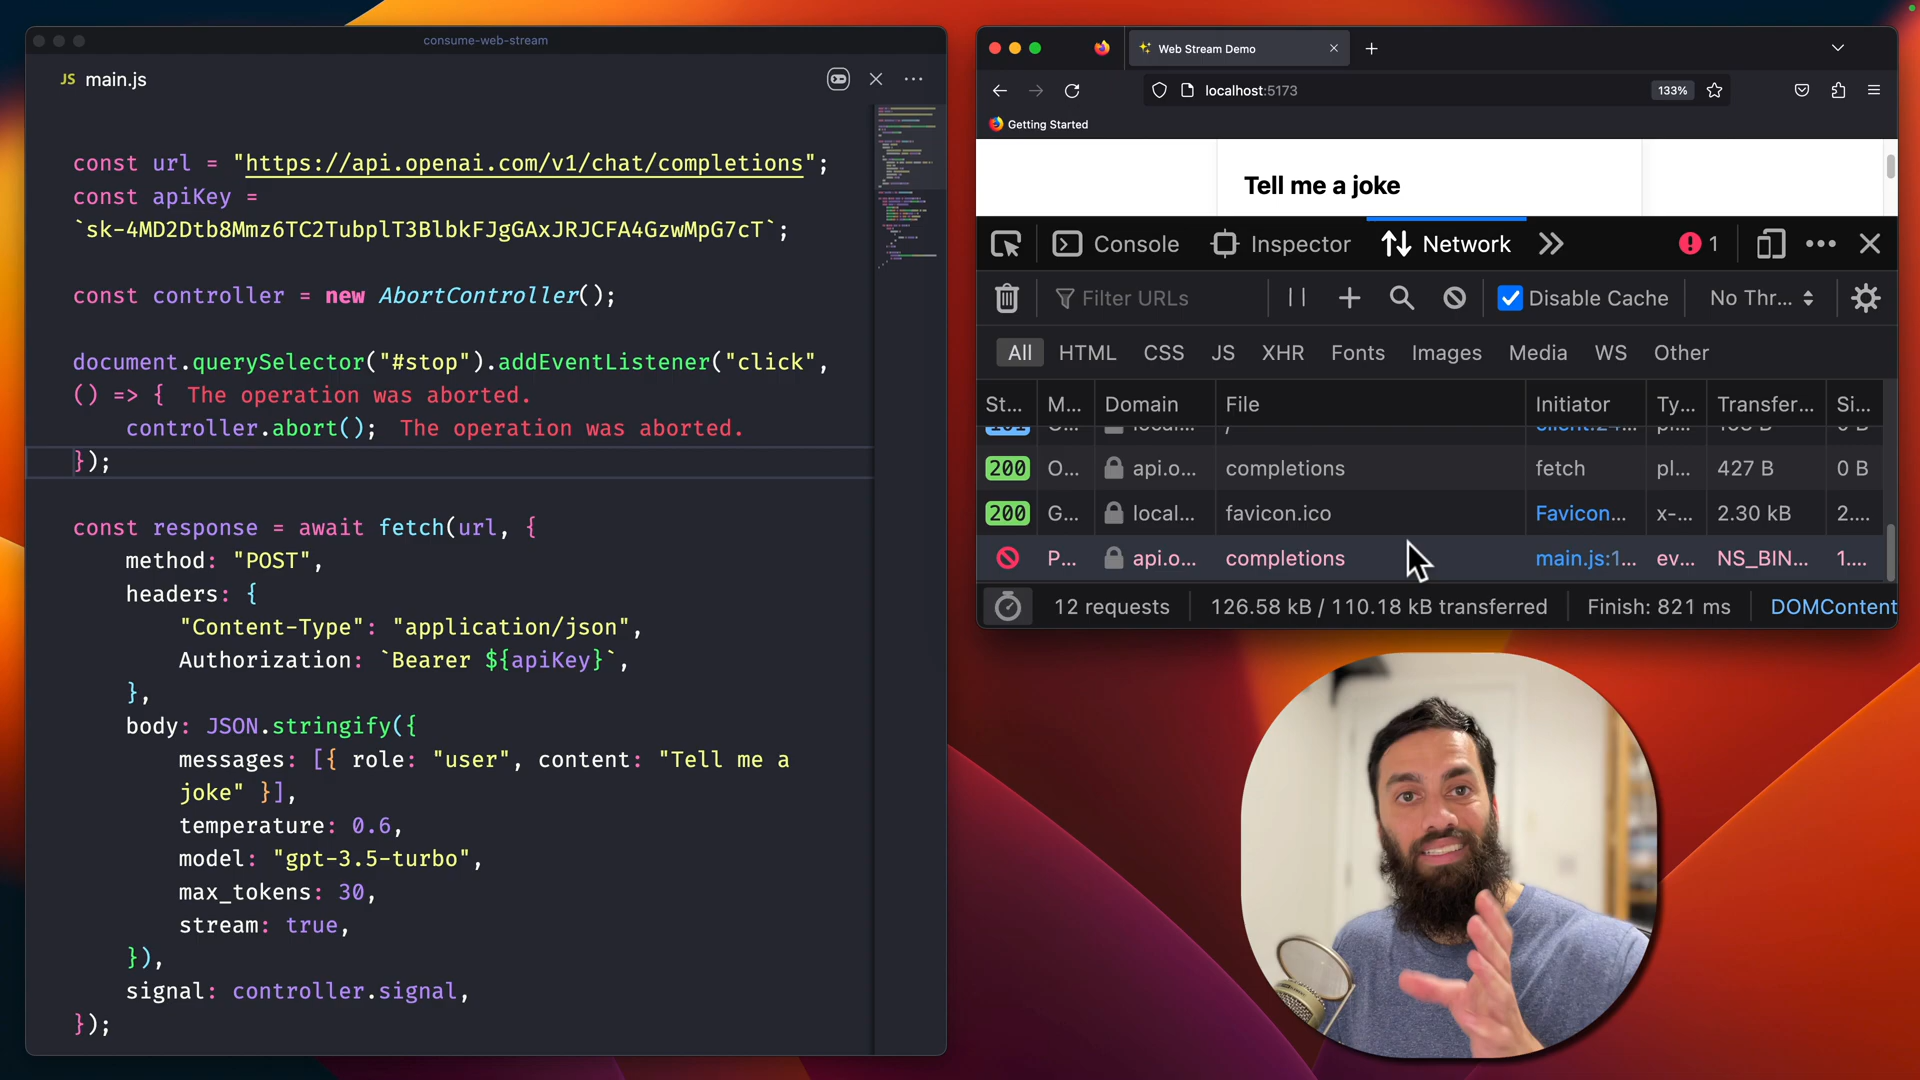 consume-web-stream
JS main.js
const url = "https://api.openai.com/v1/chat/completions";
const apiKey =
`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`;
const controller = new AbortController();
document.querySelector("#stop").addEventListener("click",
() => { The operation was aborted.
controller.abort(); The operation was aborted.
});
const response = await fetch(url, {
method: "POST",
headers: {
"Content-Type": "application/json",
Authorization: `Bearer ${apiKey}`,
},
body: JSON.stringify({
messages: [{ role: "user", content: "Tell me a
joke" }],
temperature: 0.6,
model: "gpt-3.5-turbo",
max_tokens: 30,
stream: true,
}),
signal: controller.signal,
});
Web Stream Demo
localhost:5173
133%
Getting Started
Tell me a joke
Console Inspector Network 1
Filter URLs Disable Cache No Thr...
All HTML CSS JS XHR Fonts Images Media WS Other
St... M... Domain File Initiator Ty... Transfer... Si...
200 O... api.o... completions fetch pl... 427 B 0 B
200 G... local... favicon.ico Favicon... x-... 2.30 kB 2....
P... api.o... completions main.js:1... ev... NS_BIN... 1....
12 requests 126.58 kB / 110.18 kB transferred Finish: 821 ms DOMContent